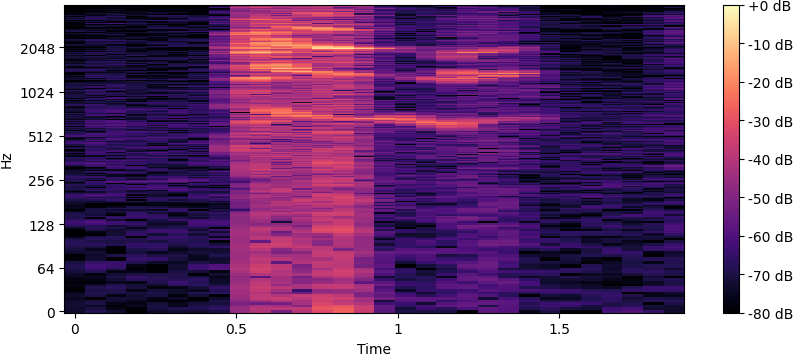 +0 dB
2048
-10 dB
1024
-20 dB
512
-30 dB
Hz
256
-40 dB
128
-50 dB
64
-60 dB
0
-70 dB
-80 dB
0
0.5
1
1.5
Time